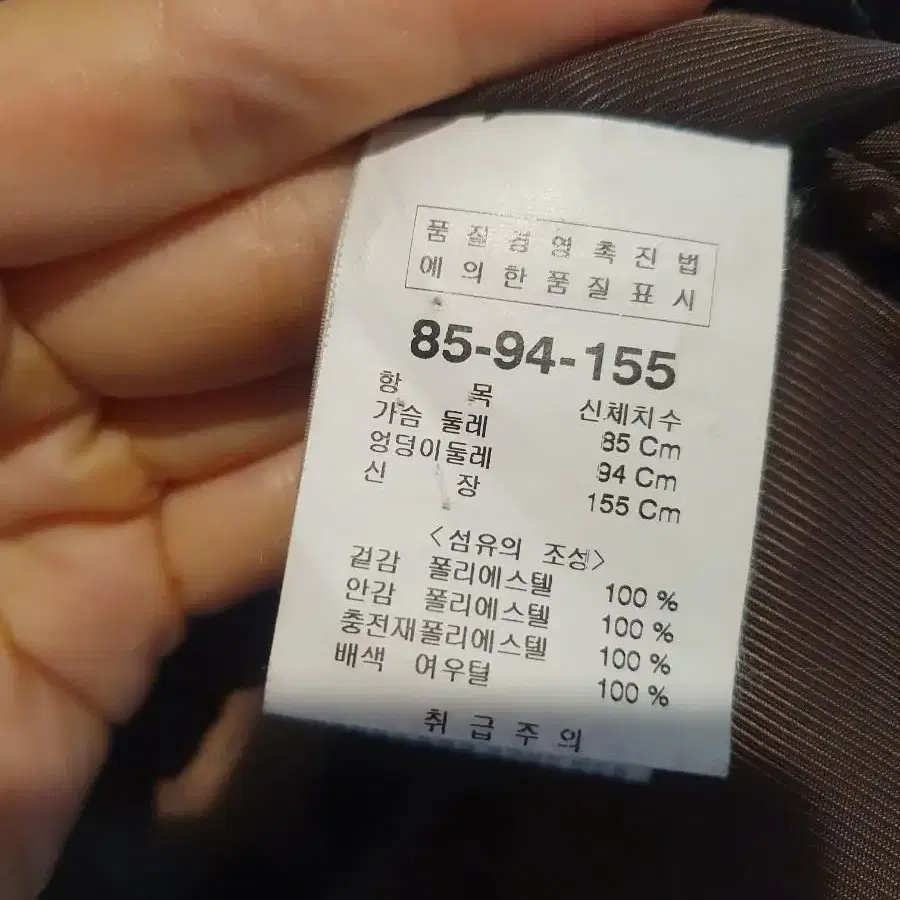 품질경영촉진법
에의한품질표시
85-94-155
항 목 신체치수
가슴 둘레 85 Cm
엉덩이둘레 94 Cm
신 장 155 Cm
<섬유의 조성>
겉감 폴리에스텔 100 %
안감 폴리에스텔 100 %
충전재폴리에스텔 100 %
배색 여우털 100 %
취급주의